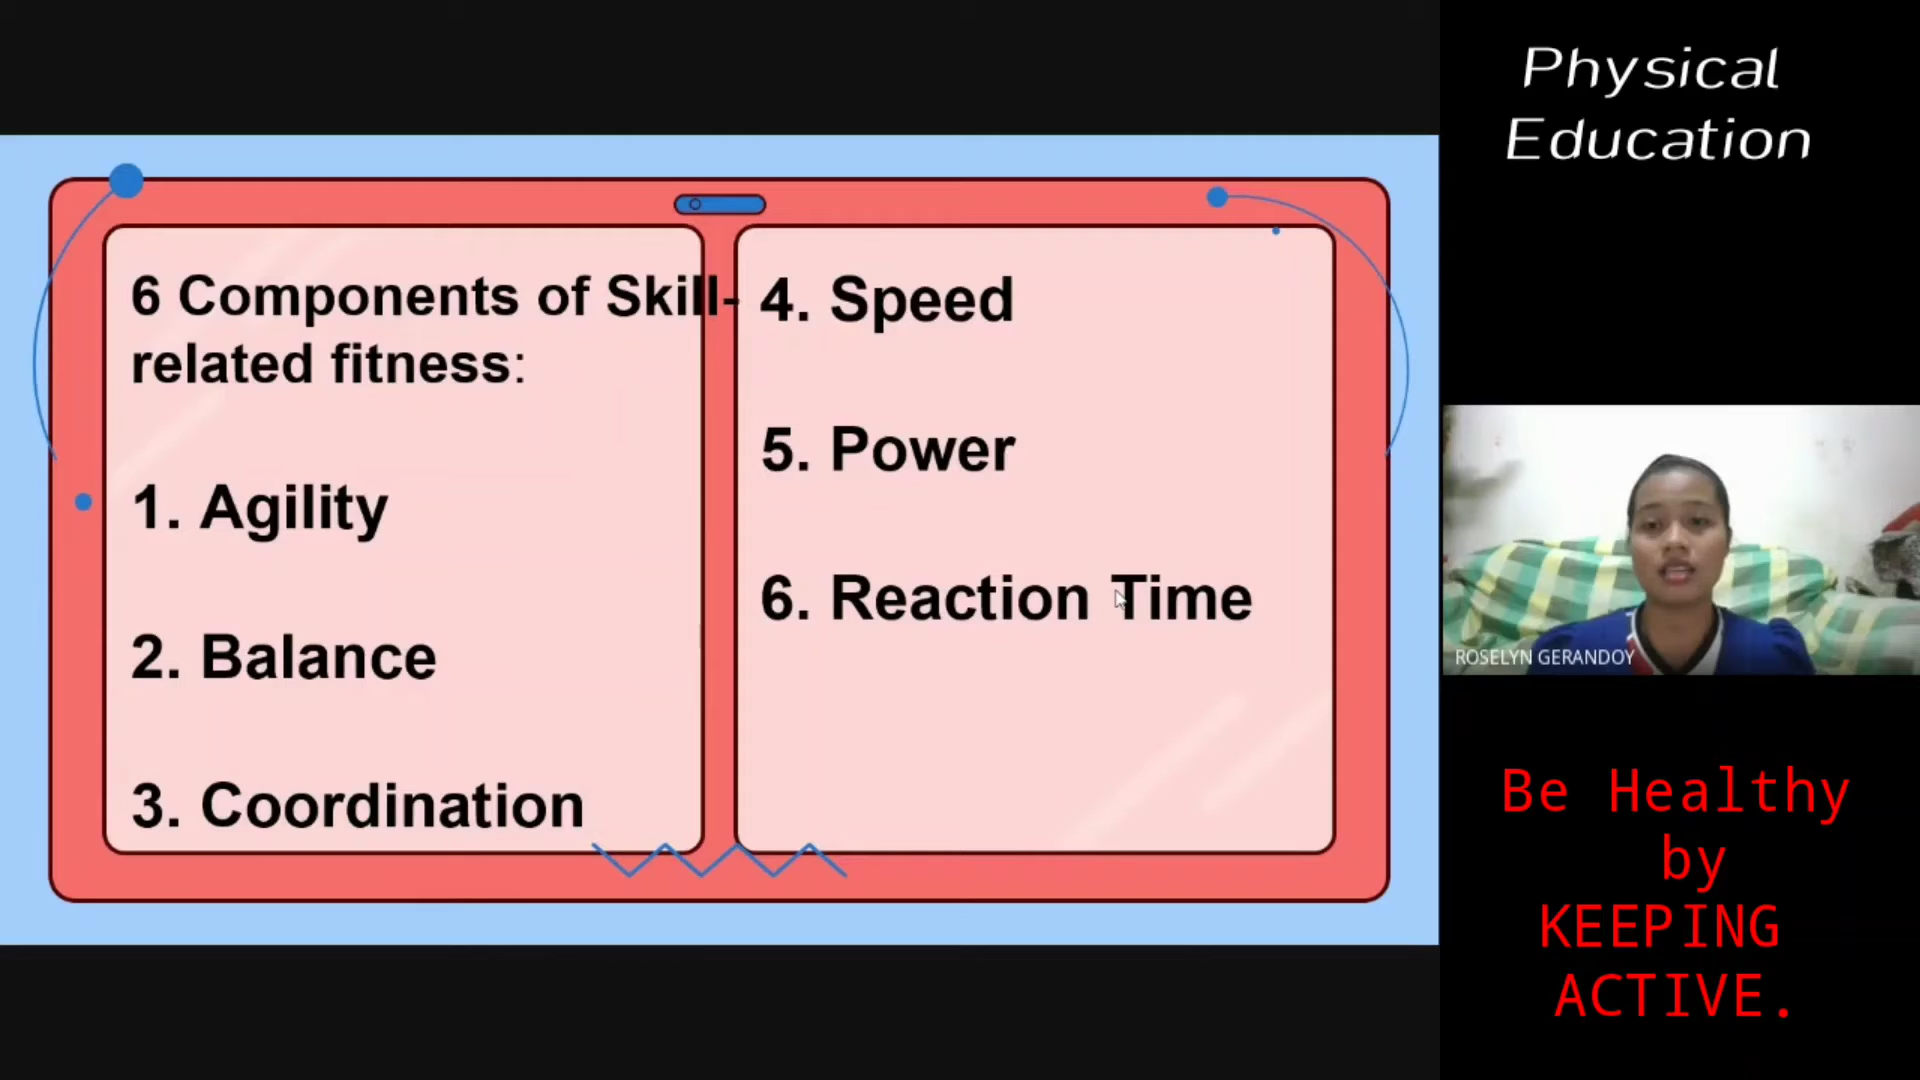 6 Components of Skill-
related fitness:
1. Agility
2. Balance
3. Coordination
4. Speed
5. Power
6. Reaction Time
Physical
Education
ROSELYN GERANDOY
Be Healthy
by
KEEPING
ACTIVE.